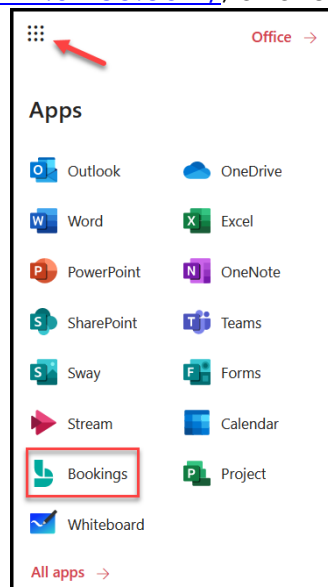 Office →
Apps
Outlook OneDrive
Word Excel
PowerPoint OneNote
SharePoint Teams
Sway Forms
Stream Calendar
Bookings Project
Whiteboard
All apps →